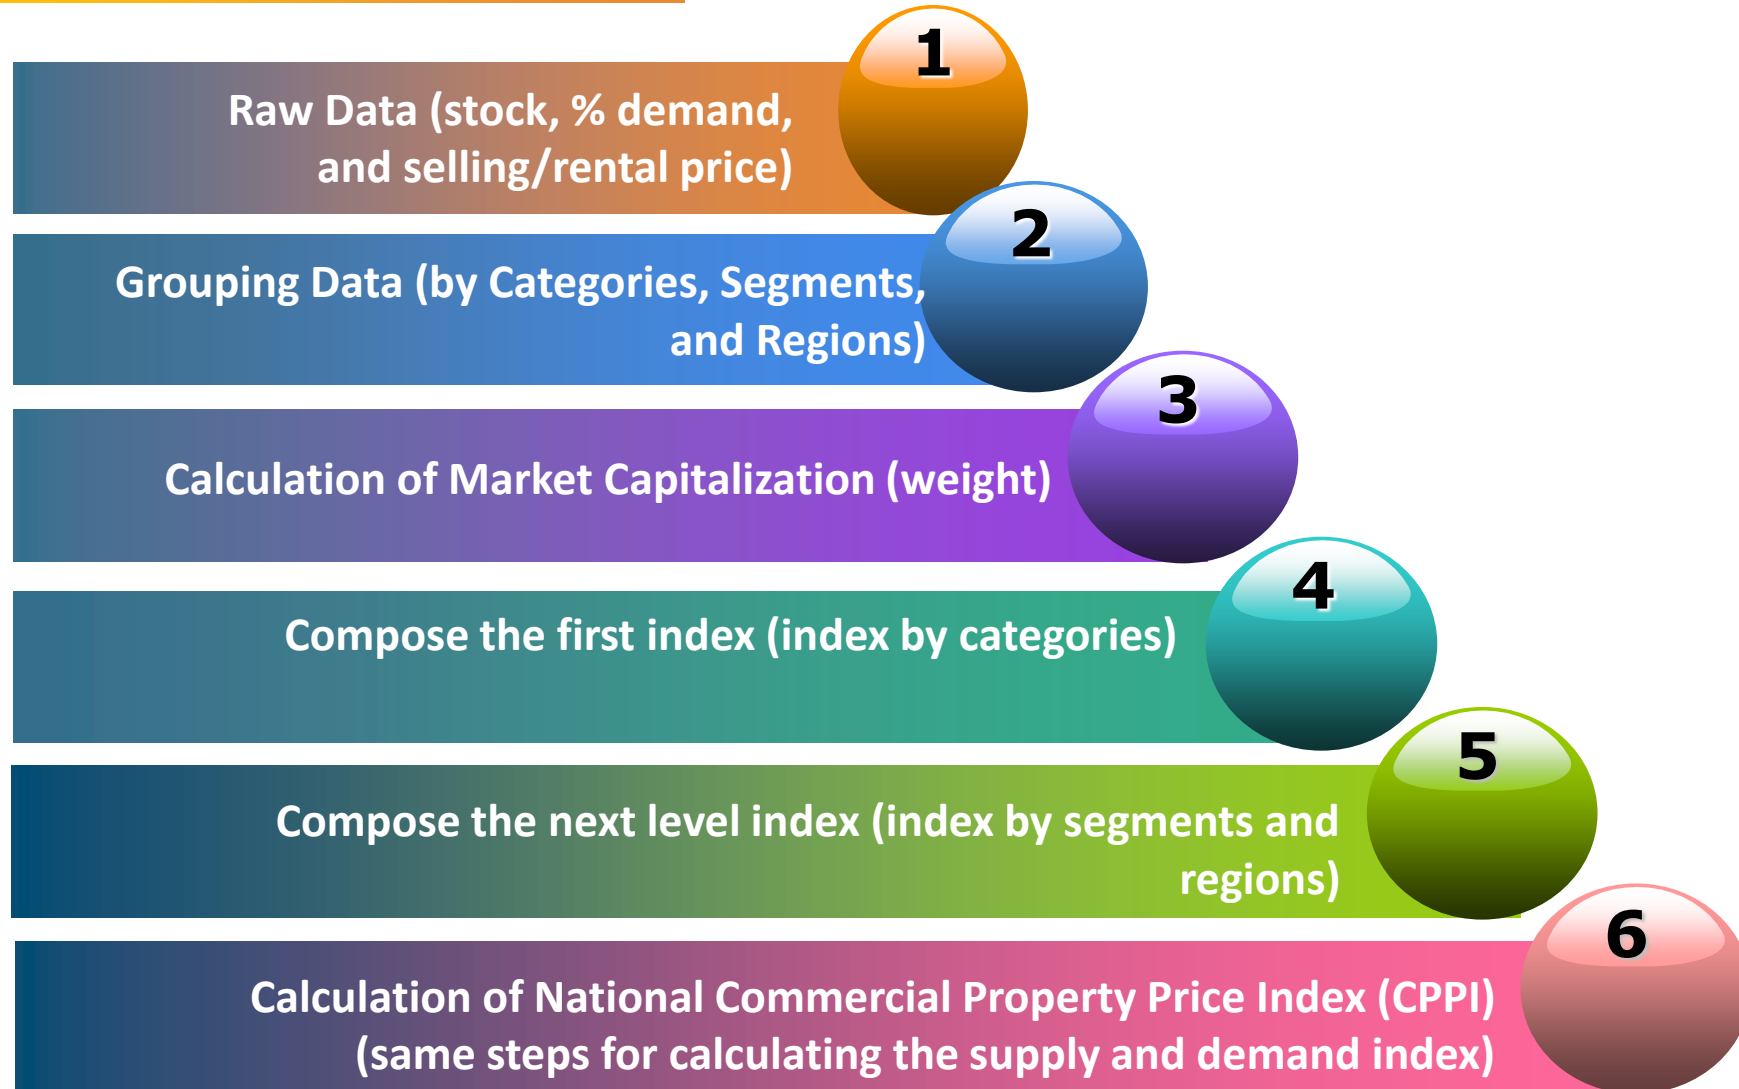 1
Raw Data (stock, % demand,
and selling/rental price)
2
Grouping Data (by Categories, Segments,
and Regions)
3
Calculation of Market Capitalization (weight)
4
Compose the first index (index by categories)
5
Compose the next level index (index by segments and
regions)
6
Calculation of National Commercial Property Price Index (CPPI)
(same steps for calculating the supply and demand index)